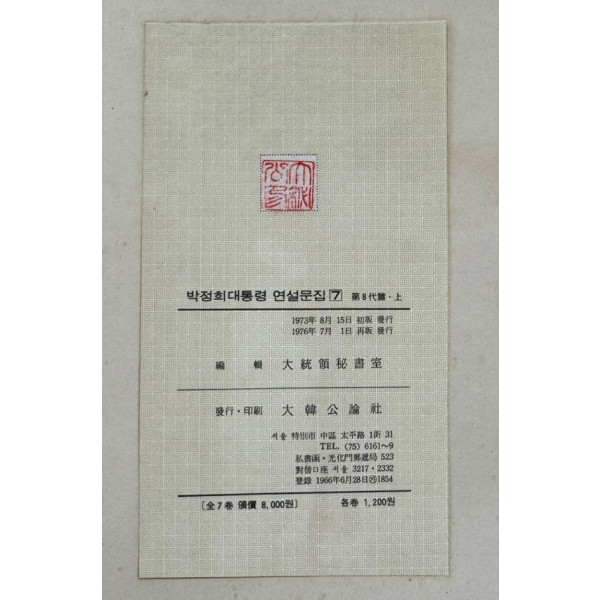 박정희대통령 연설문집 7 第8代篇·上
1973年 8月 15日 初版 發行
1976年 7月 1日 再版 發行
編 輯 大統領秘書室
發行·印刷 大韓公論社
서울 特別市 中區 太平路 1街 31
TEL. (75) 6161~9
私書函·光化門郵遞局 523
對替口座 서울 3217·2332
登錄 1966年6月28日㉮1854
〔全7卷 頒價 8,000원〕 各卷 1,200원